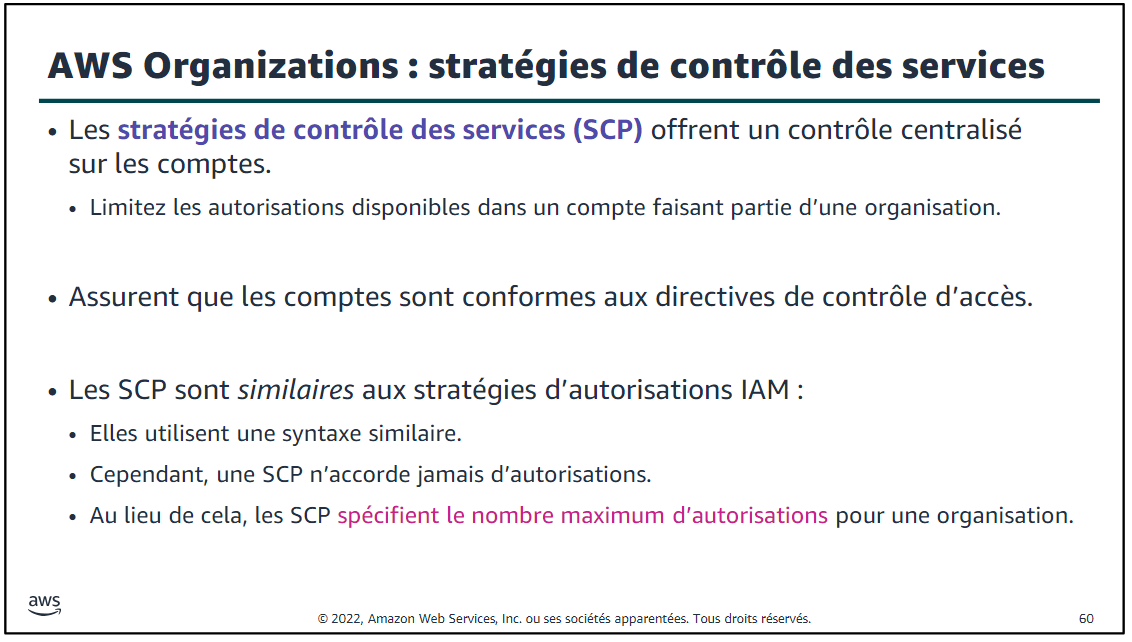 AWS Organizations : stratégies de contrôle des services
• Les stratégies de contrôle des services (SCP) offrent un contrôle centralisé
sur les comptes.
• Limitez les autorisations disponibles dans un compte faisant partie d’une organisation.
• Assurent que les comptes sont conformes aux directives de contrôle d’accès.
• Les SCP sont similaires aux stratégies d’autorisations IAM :
• Elles utilisent une syntaxe similaire.
• Cependant, une SCP n’accorde jamais d’autorisations.
• Au lieu de cela, les SCP spécifient le nombre maximum d’autorisations pour une organisation.
aws
© 2022, Amazon Web Services, Inc. ou ses sociétés apparentées. Tous droits réservés.
60